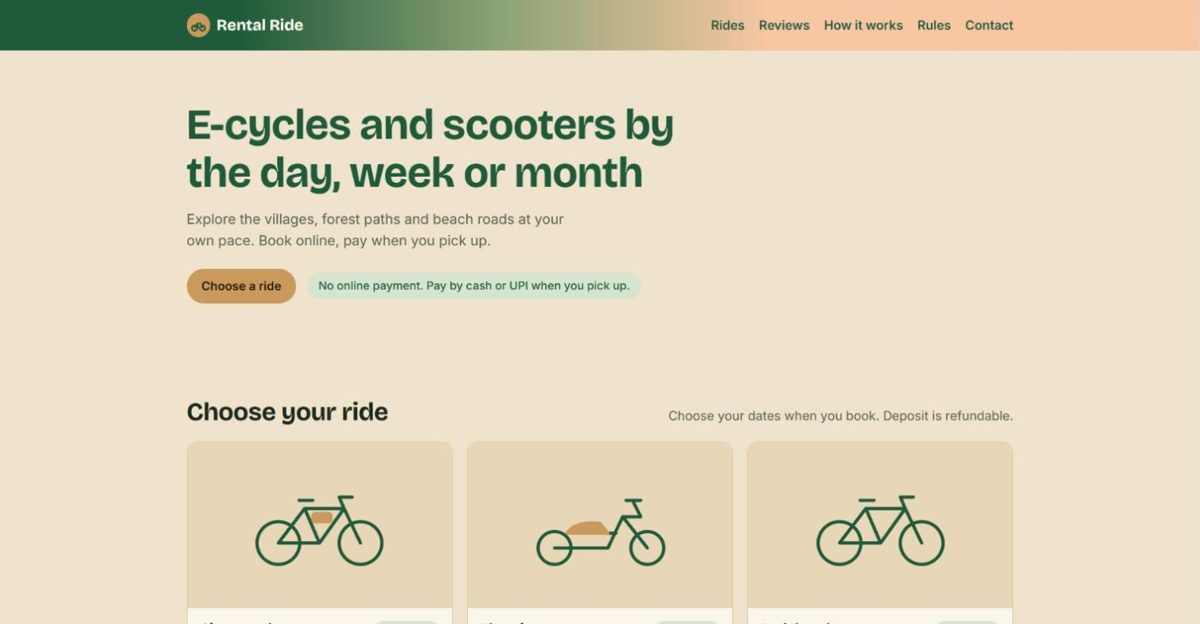 Rental Ride
Rides Reviews How it works Rules Contact
E-cycles and scooters by
the day, week or month
Explore the villages, forest paths and beach roads at your
own pace. Book online, pay when you pick up.
Choose a ride
No online payment. Pay by cash or UPI when you pick up.
Choose your ride
Choose your dates when you book. Deposit is refundable.